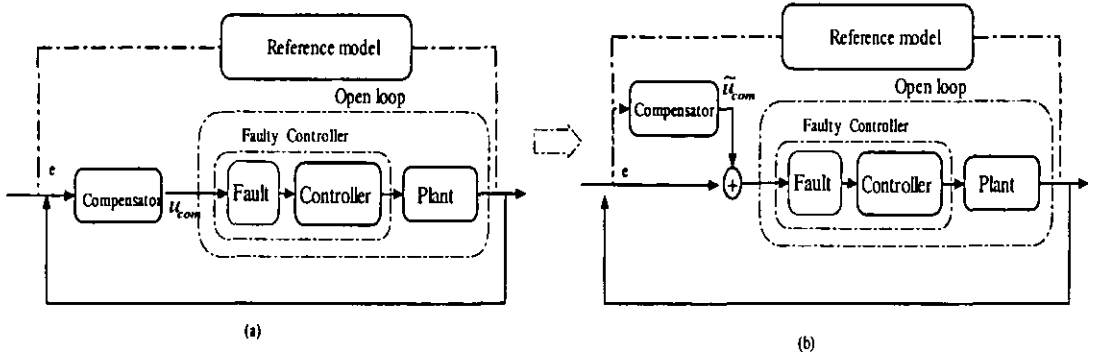 Reference model
Open loop
Faulty Controller
e
Compensator
u_com
Fault
Controller
Plant
(a)
Reference model
Open loop
ũ_com
Compensator
Faulty Controller
e
+
Fault
Controller
Plant
(b)